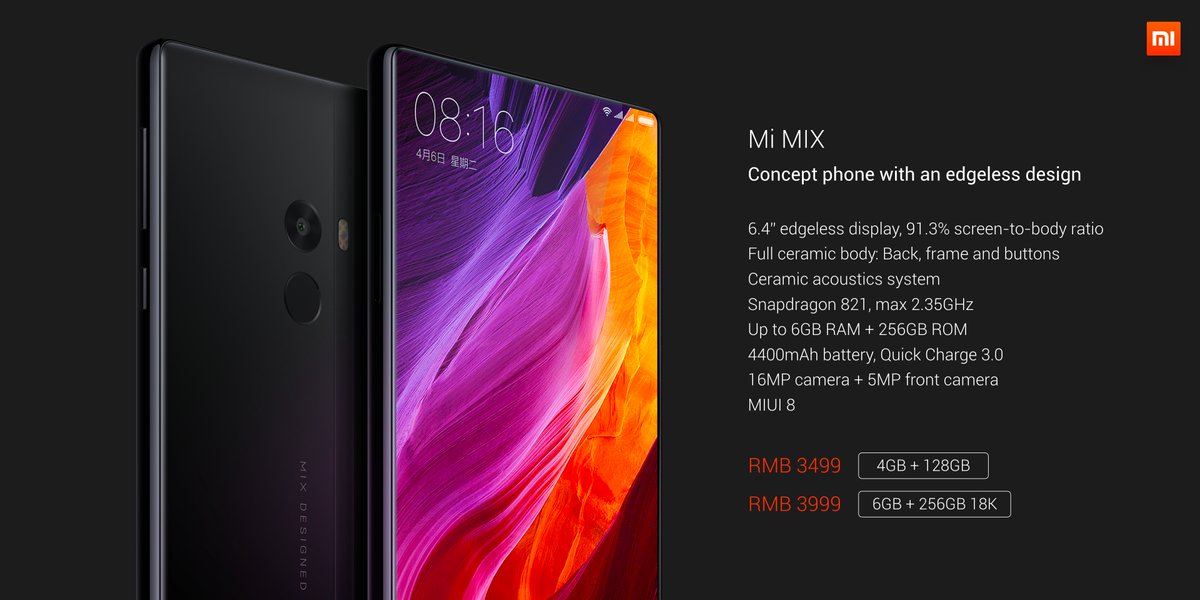 mi
08:16
4月6日 星期二
MIX DESIGNED
Mi MIX
Concept phone with an edgeless design
6.4’’ edgeless display, 91.3% screen-to-body ratio
Full ceramic body: Back, frame and buttons
Ceramic acoustics system
Snapdragon 821, max 2.35GHz
Up to 6GB RAM + 256GB ROM
4400mAh battery, Quick Charge 3.0
16MP camera + 5MP front camera
MIUI 8
RMB 3499 4GB + 128GB
RMB 3999 6GB + 256GB 18K